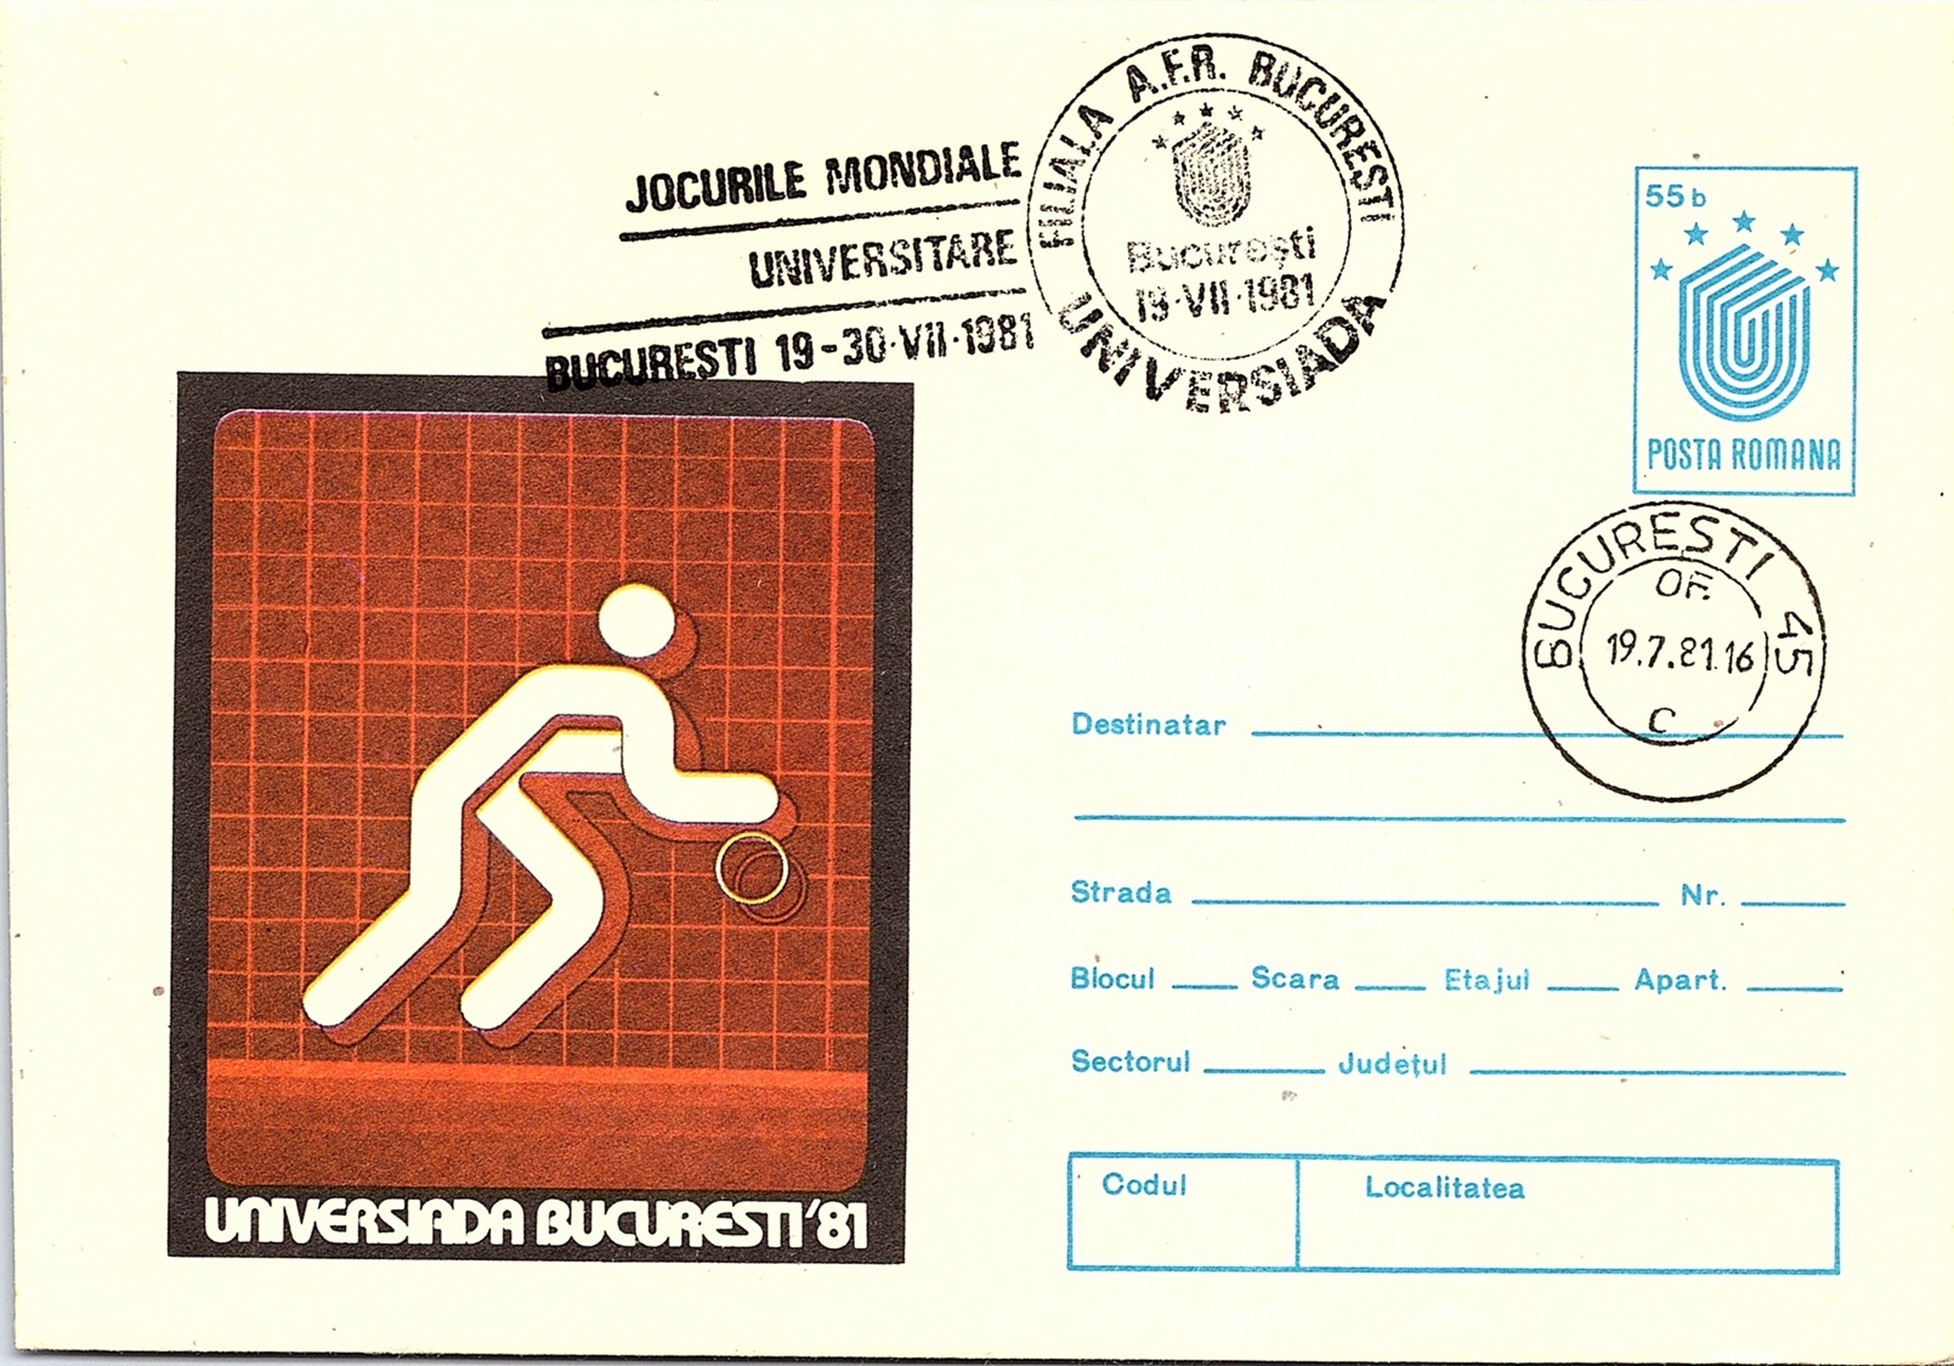 JOCURILE MONDIALE
UNIVERSITARE
BUCURESTI 19-30·VII·1981
FILIALA A.F.R. BUCURESTI
București
19·VII·1981
UNIVERSIADA
55 b
POSTA ROMANA
BUCURESTI 45
OF.
19.7.81.16
C
Destinatar
Strada Nr.
Blocul Scara Etajul Apart.
Sectorul Județul
Codul Localitatea
UNIVERSIADA BUCURESTI '81